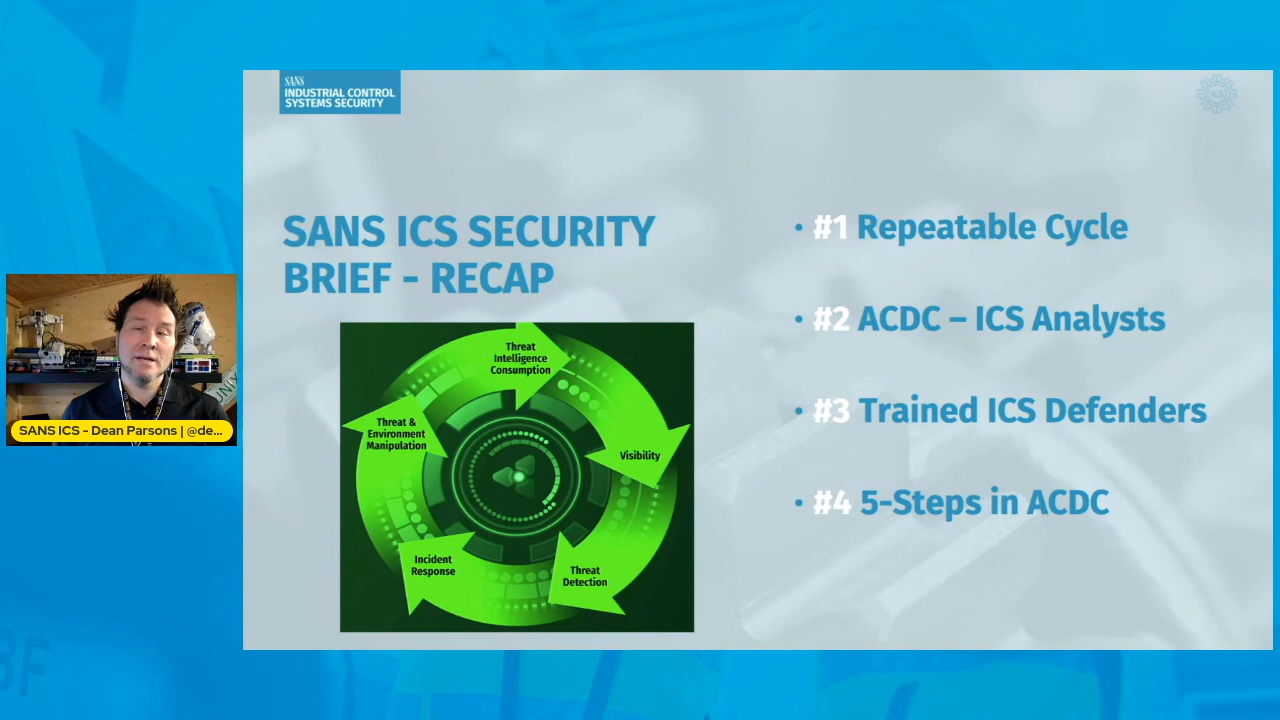 SANS
INDUSTRIAL CONTROL
SYSTEMS SECURITY
ICS
SANS ICS SECURITY
BRIEF - RECAP
• #1 Repeatable Cycle
• #2 ACDC – ICS Analysts
• #3 Trained ICS Defenders
• #4 5-Steps in ACDC
Threat
Intelligence
Consumption
Visibility
Threat
Detection
Incident
Response
Threat &
Environment
Manipulation
SANS ICS - Dean Parsons | @de...